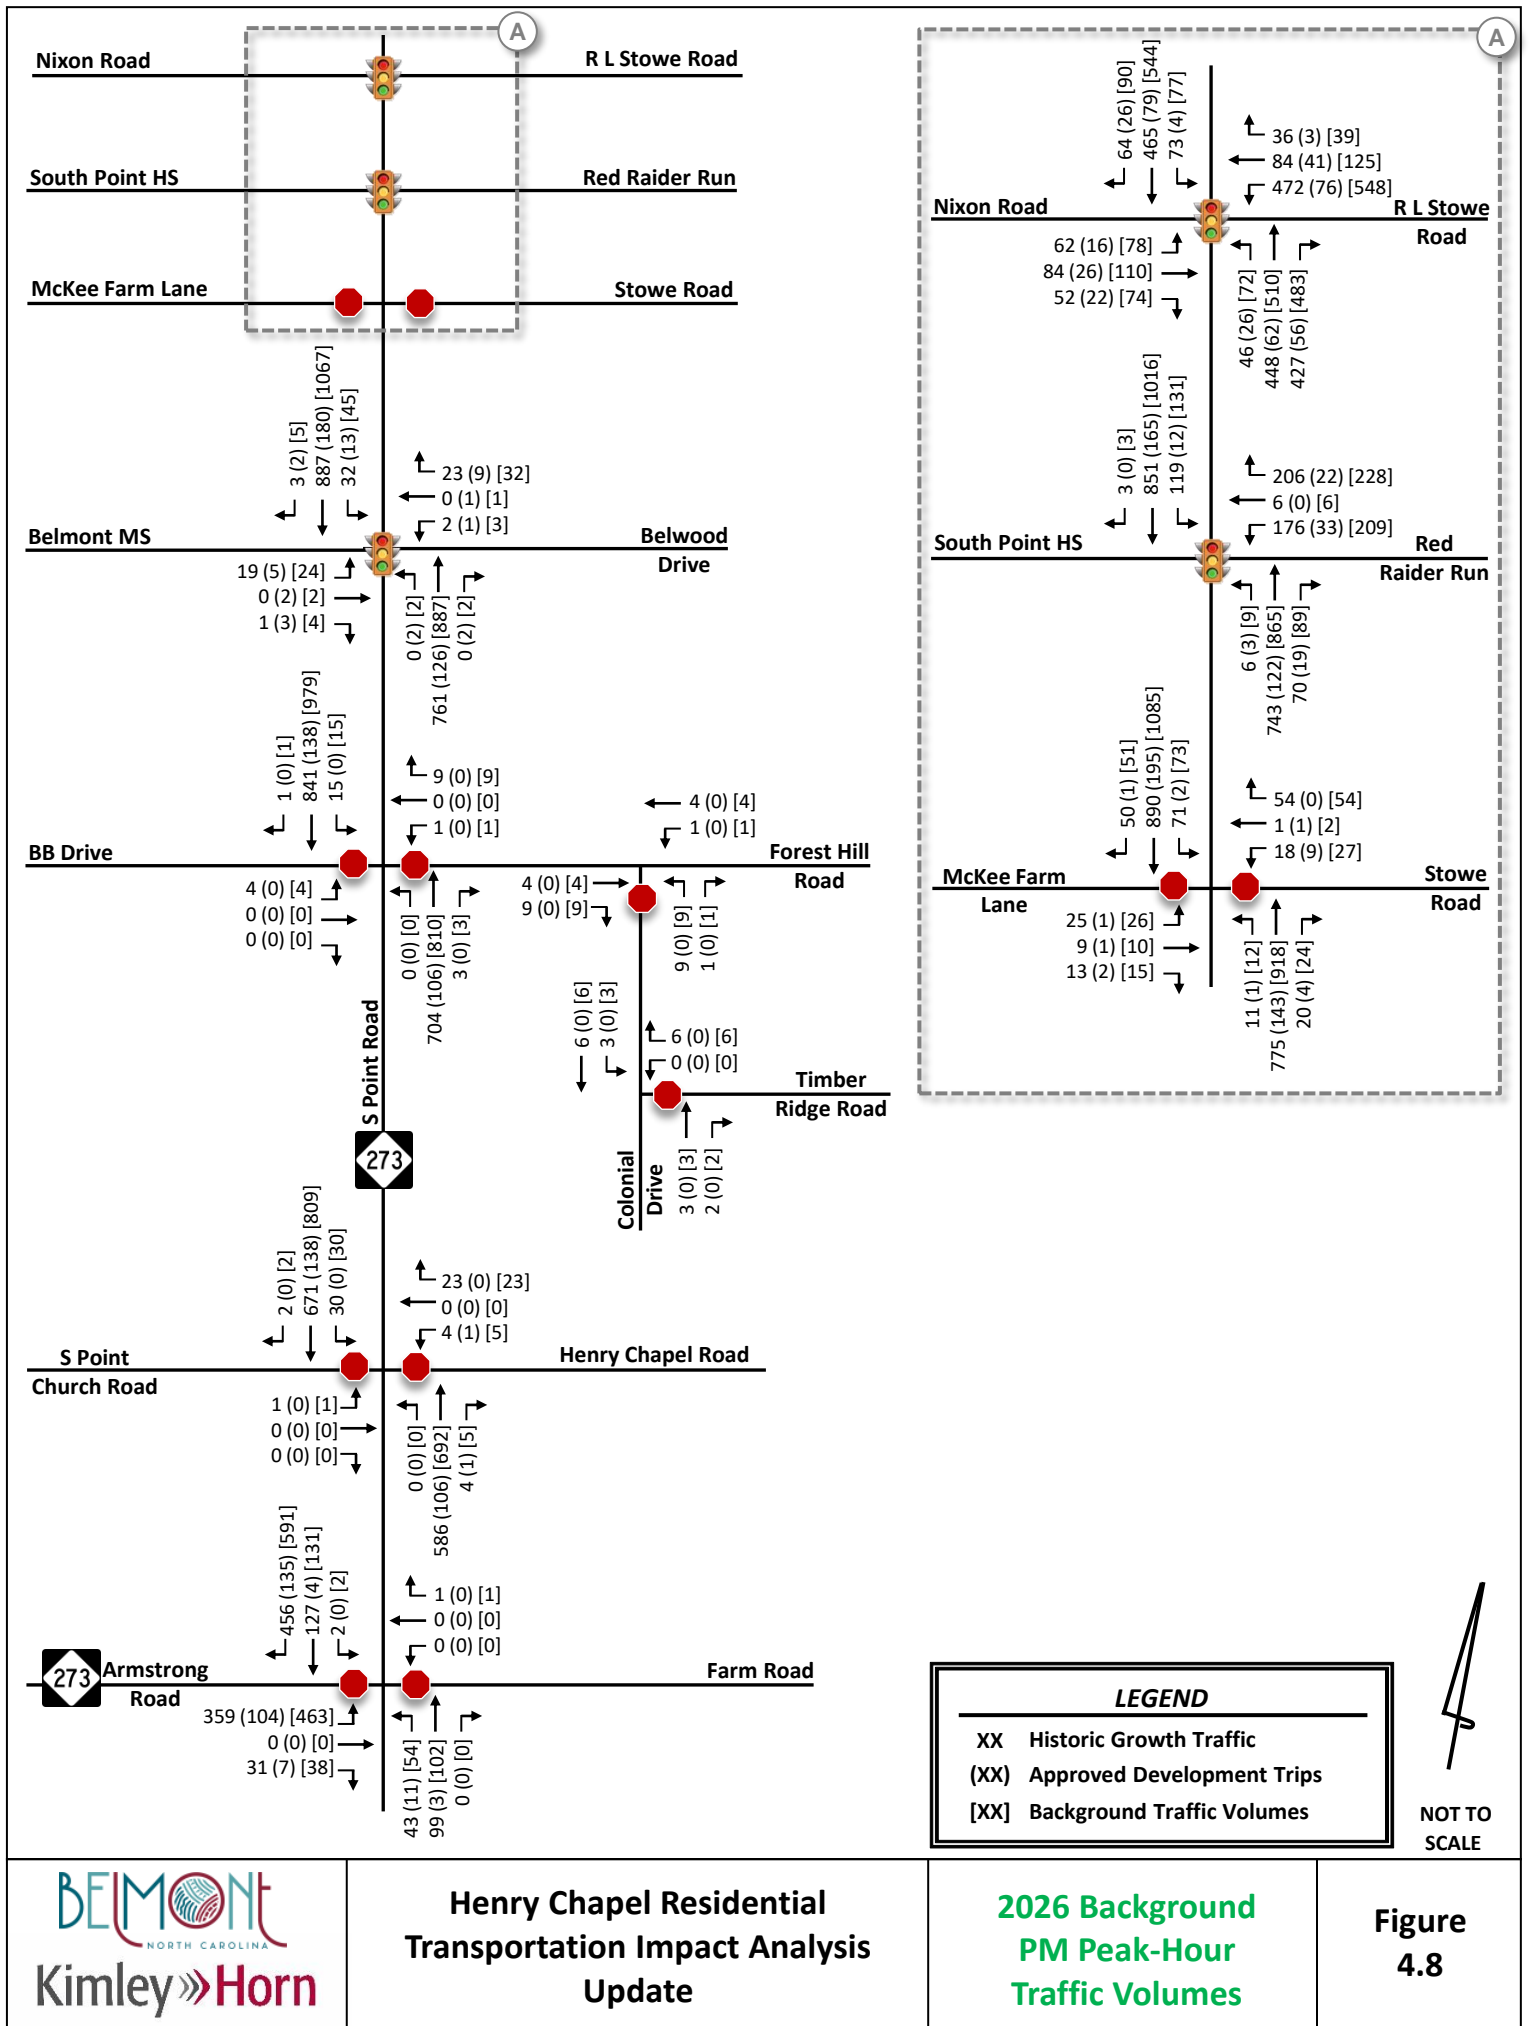 A
Nixon Road
R L Stowe Road
South Point HS
Red Raider Run
McKee Farm Lane
Stowe Road
3 (2) [5]
887 (180) [1067]
32 (13) [45]
23 (9) [32]
0 (1) [1]
2 (1) [3]
Belmont MS
Belwood
Drive
19 (5) [24]
0 (2) [2]
1 (3) [4]
0 (2) [2]
761 (126) [887]
0 (2) [2]
1 (0) [1]
841 (138) [979]
15 (0) [15]
9 (0) [9]
0 (0) [0]
1 (0) [1]
4 (0) [4]
1 (0) [1]
BB Drive
Forest Hill
Road
4 (0) [4]
0 (0) [0]
0 (0) [0]
0 (0) [0]
704 (106) [810]
3 (0) [3]
4 (0) [4]
9 (0) [9]
9 (0) [9]
1 (0) [1]
S Point Road
273
6 (0) [6]
3 (0) [3]
6 (0) [6]
0 (0) [0]
Timber
Ridge Road
Colonial
Drive
3 (0) [3]
2 (0) [2]
2 (0) [2]
671 (138) [809]
30 (0) [30]
23 (0) [23]
0 (0) [0]
4 (1) [5]
S Point
Church Road
Henry Chapel Road
1 (0) [1]
0 (0) [0]
0 (0) [0]
0 (0) [0]
586 (106) [692]
4 (1) [5]
456 (135) [591]
127 (4) [131]
2 (0) [2]
1 (0) [1]
0 (0) [0]
0 (0) [0]
273
Armstrong
Road
Farm Road
359 (104) [463]
0 (0) [0]
31 (7) [38]
43 (11) [54]
99 (3) [102]
0 (0) [0]
A
64 (26) [90]
465 (79) [544]
73 (4) [77]
36 (3) [39]
84 (41) [125]
472 (76) [548]
Nixon Road
R L Stowe
Road
62 (16) [78]
84 (26) [110]
52 (22) [74]
46 (26) [72]
448 (62) [510]
427 (56) [483]
3 (0) [3]
851 (165) [1016]
119 (12) [131]
206 (22) [228]
6 (0) [6]
176 (33) [209]
South Point HS
Red
Raider Run
6 (3) [9]
743 (122) [865]
70 (19) [89]
50 (1) [51]
890 (195) [1085]
71 (2) [73]
54 (0) [54]
1 (1) [2]
18 (9) [27]
McKee Farm
Lane
Stowe
Road
25 (1) [26]
9 (1) [10]
13 (2) [15]
11 (1) [12]
775 (143) [918]
20 (4) [24]
LEGEND
XX Historic Growth Traffic
(XX) Approved Development Trips
[XX] Background Traffic Volumes
NOT TO
SCALE
BELMONT
NORTH CAROLINA
Kimley»Horn
Henry Chapel Residential
Transportation Impact Analysis
Update
2026 Background
PM Peak-Hour
Traffic Volumes
Figure
4.8